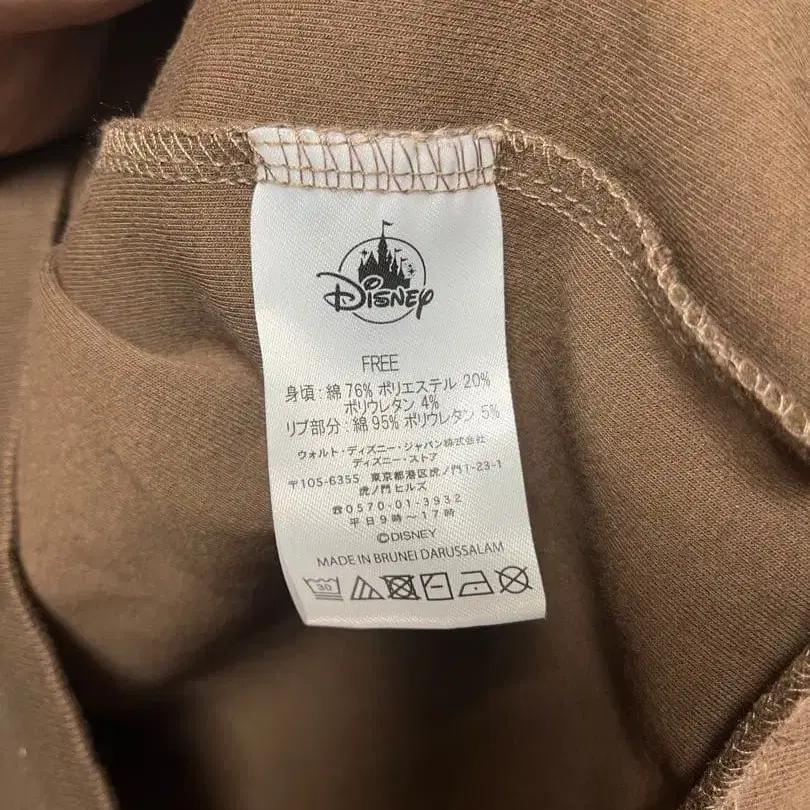 Disney
FREE
身頃：綿 76% ポリエステル 20%
ポリウレタン 4%
リブ部分：綿 95% ポリウレタン 5%
ウォルト・ディズニー・ジャパン株式会社
ディズニー・ストア
〒105-6355 東京都港区虎ノ門1-23-1
虎ノ門ヒルズ
☎0570-01-3932
平日9時～17時
©DISNEY
MADE IN BRUNEI DARUSSALAM
30